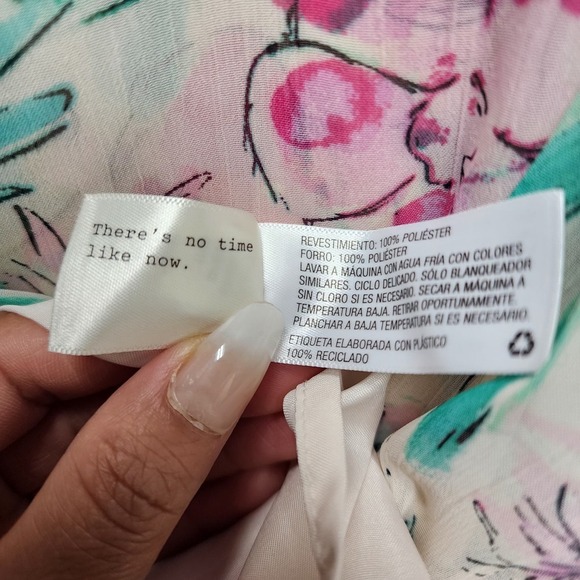 There's no time
like now.
REVESTIMIENTO: 100% POLIÉSTER
FORRO: 100% POLIÉSTER
LAVAR A MÁQUINA CON AGUA FRÍA CON COLORES
SIMILARES. CICLO DELICADO. SÓLO BLANQUEADOR
SIN CLORO SI ES NECESARIO. SECAR A MÁQUINA A
TEMPERATURA BAJA. RETIRAR OPORTUNAMENTE.
PLANCHAR A BAJA TEMPERATURA SI ES NECESARIO.
ETIQUETA ELABORADA CON PLÁSTICO
100% RECICLADO